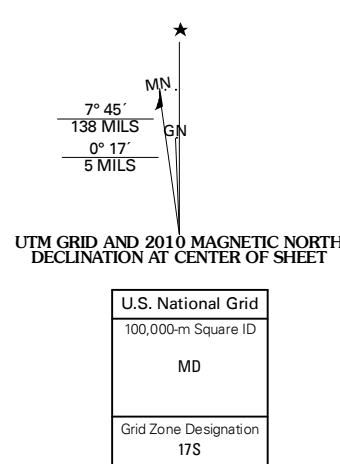 ★
MN
7° 45´
138 MILS
GN
0° 17´
5 MILS
UTM GRID AND 2010 MAGNETIC NORTH
DECLINATION AT CENTER OF SHEET
U.S. National Grid
100,000-m Square ID
MD
Grid Zone Designation
17S